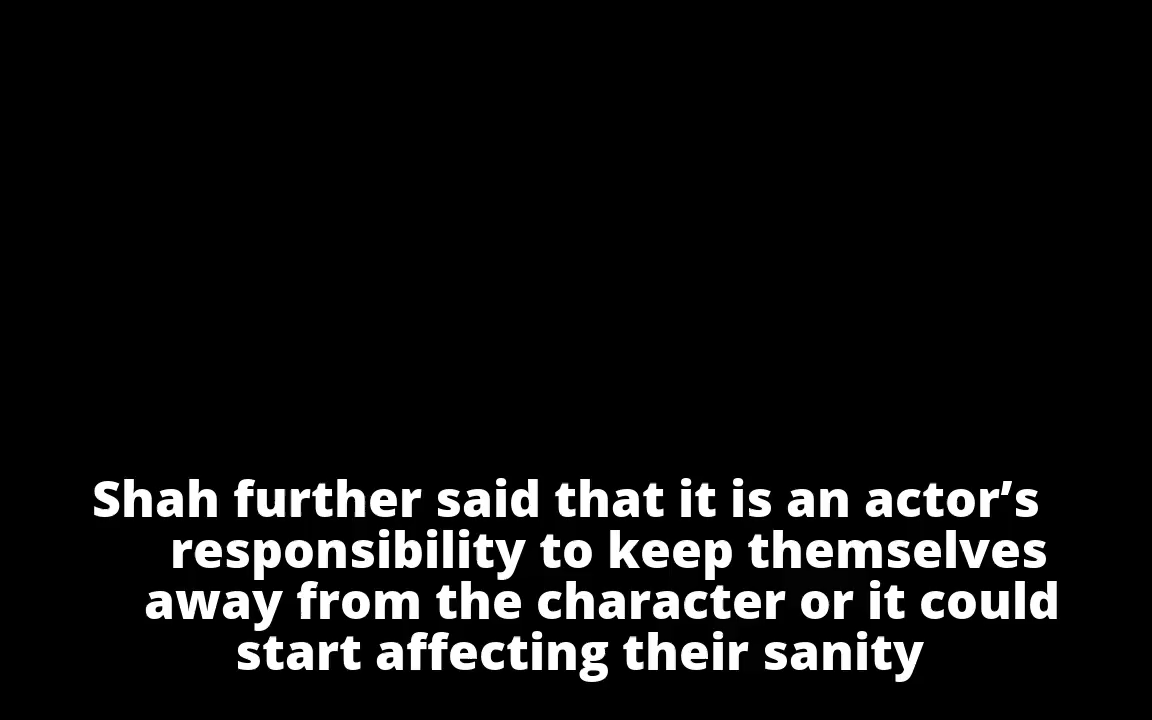 Shah further said that it is an actor’s
responsibility to keep themselves
away from the character or it could
start affecting their sanity